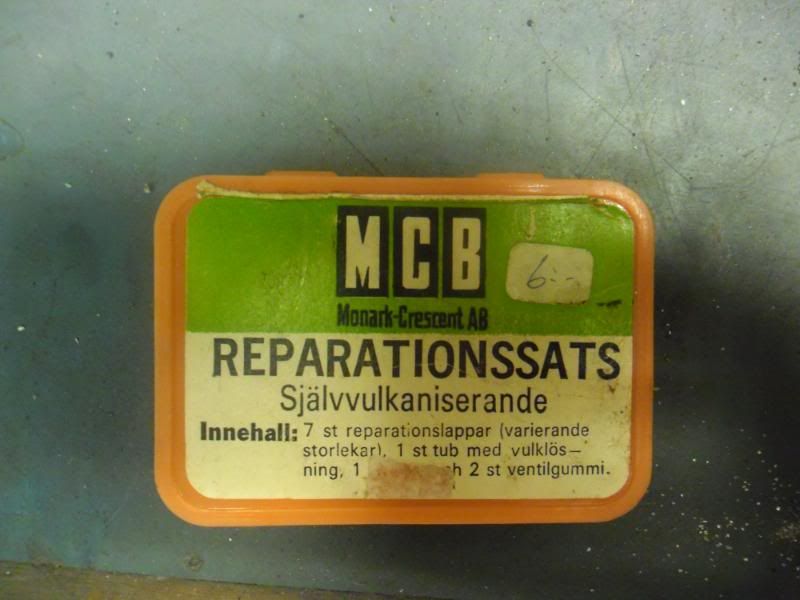 MCB
6:-
Monark-Crescent AB
REPARATIONSSATS
Självvulkaniserande
Innehall: 7 st reparationslappar (varierande
storlekar), 1 st tub med vulklös-
ning, 1 2 st ventilgummi.